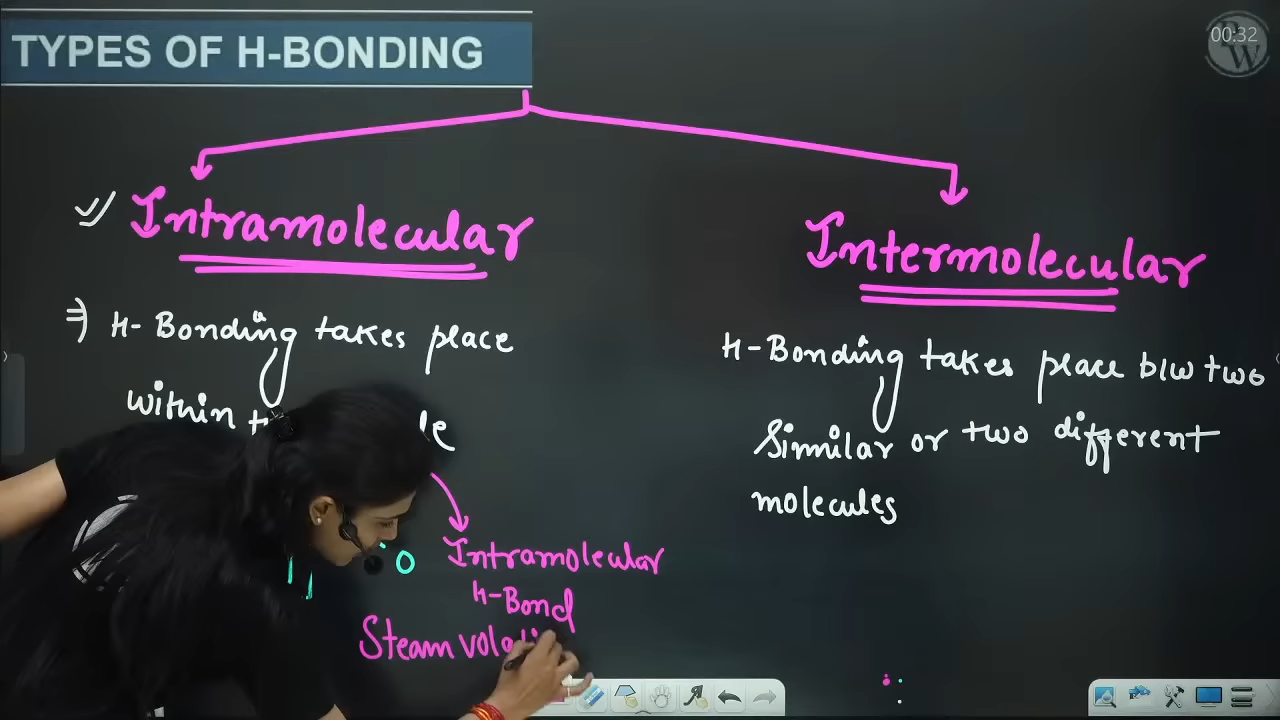 TYPES OF H-BONDING
00:32
Intramolecular
Intermolecular
⇒ H-Bonding takes place
within
H-Bonding takes place b/w two
Similar or two different
molecules
O
Intramolecular
H-Bond
Steam